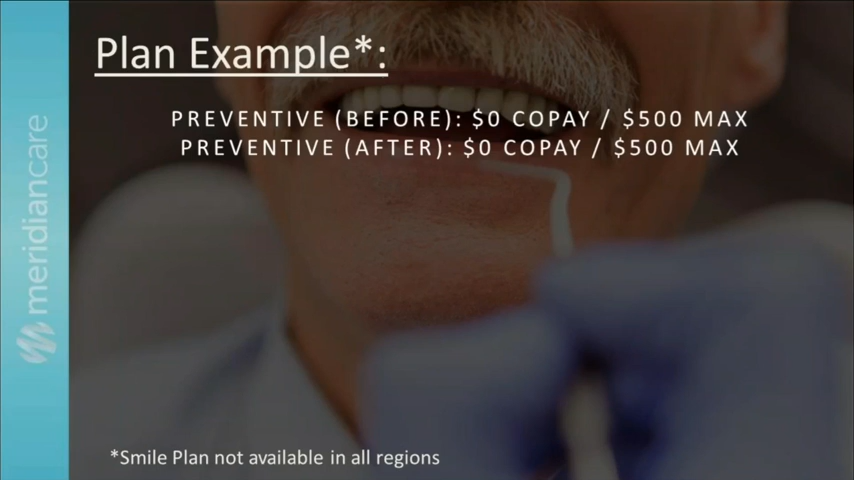 Plan Example*:
PREVENTIVE (BEFORE): $0 COPAY / $500 MAX
PREVENTIVE (AFTER): $0 COPAY / $500 MAX
meridiancare
*Smile Plan not available in all regions